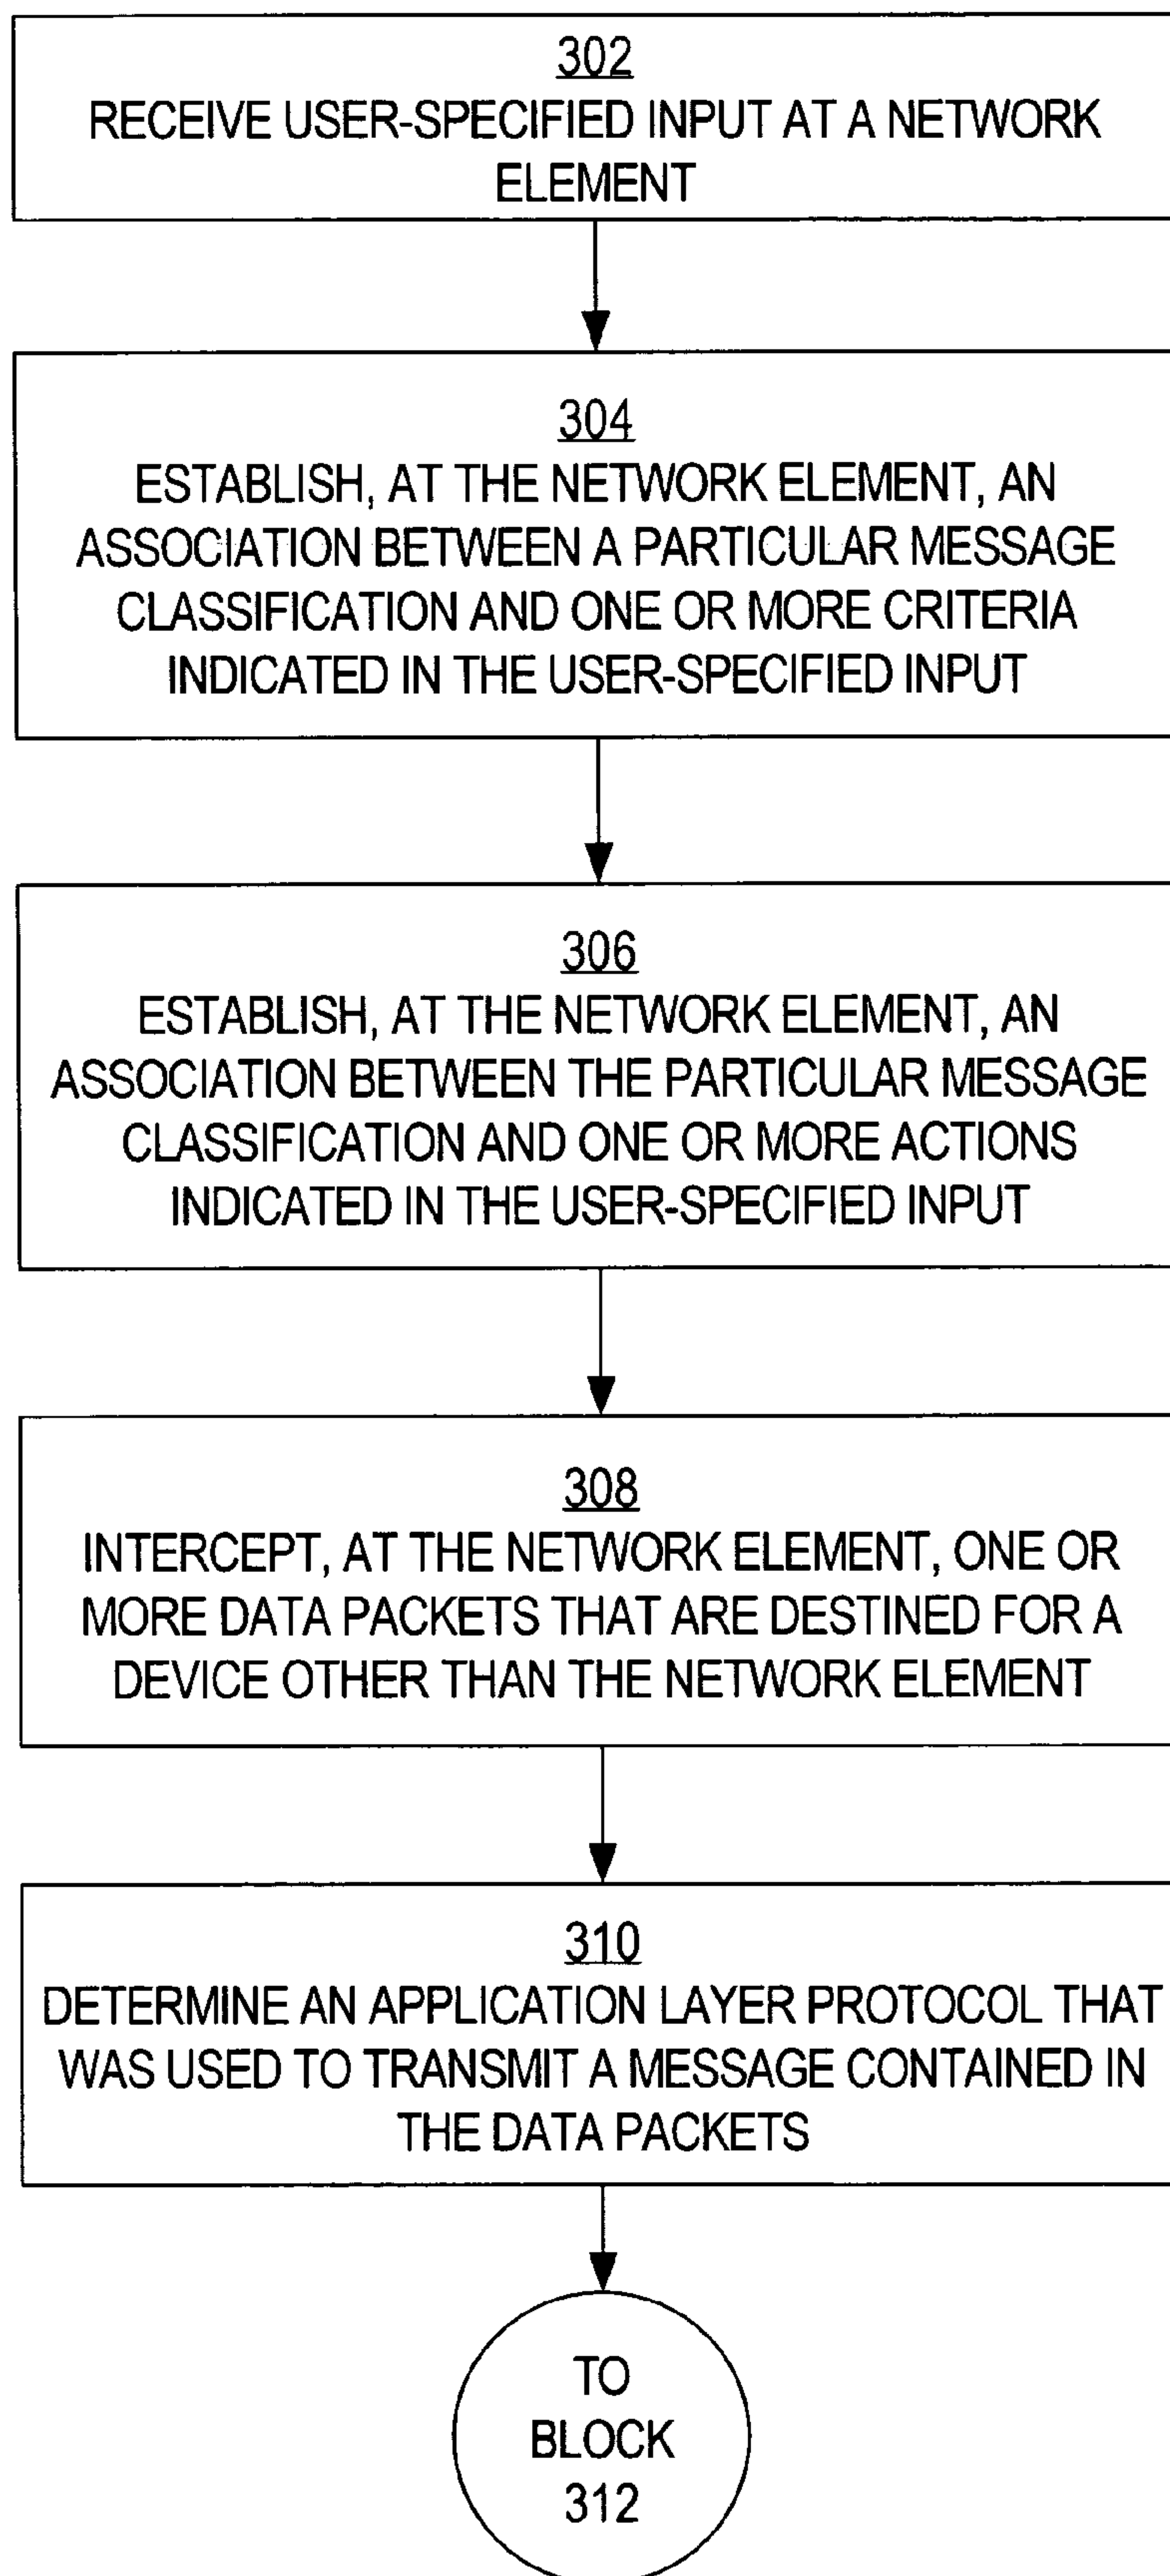 302
RECEIVE USER-SPECIFIED INPUT AT A NETWORK
ELEMENT
304
ESTABLISH, AT THE NETWORK ELEMENT, AN
ASSOCIATION BETWEEN A PARTICULAR MESSAGE
CLASSIFICATION AND ONE OR MORE CRITERIA
INDICATED IN THE USER-SPECIFIED INPUT
306
ESTABLISH, AT THE NETWORK ELEMENT, AN
ASSOCIATION BETWEEN THE PARTICULAR MESSAGE
CLASSIFICATION AND ONE OR MORE ACTIONS
INDICATED IN THE USER-SPECIFIED INPUT
308
INTERCEPT, AT THE NETWORK ELEMENT, ONE OR
MORE DATA PACKETS THAT ARE DESTINED FOR A
DEVICE OTHER THAN THE NETWORK ELEMENT
310
DETERMINE AN APPLICATION LAYER PROTOCOL THAT
WAS USED TO TRANSMIT A MESSAGE CONTAINED IN
THE DATA PACKETS
TO
BLOCK
312